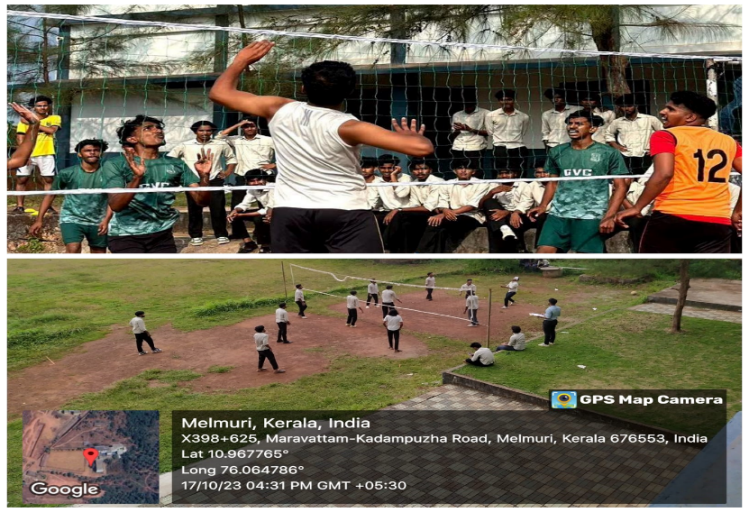 GVC
GVC
12
GPS Map Camera
Melmuri, Kerala, India
X398+625, Maravattam-Kadampuzha Road, Melmuri, Kerala 676553, India
Lat 10.967765°
Long 76.064786°
17/10/23 04:31 PM GMT +05:30
Google